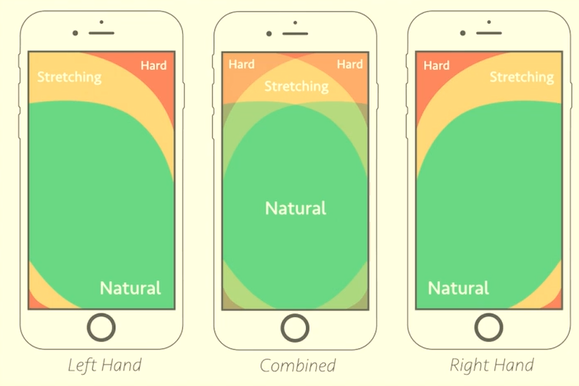 Hard
Stretching
Natural
Left Hand
Hard Hard
Stretching
Natural
Combined
Hard
Stretching
Natural
Right Hand